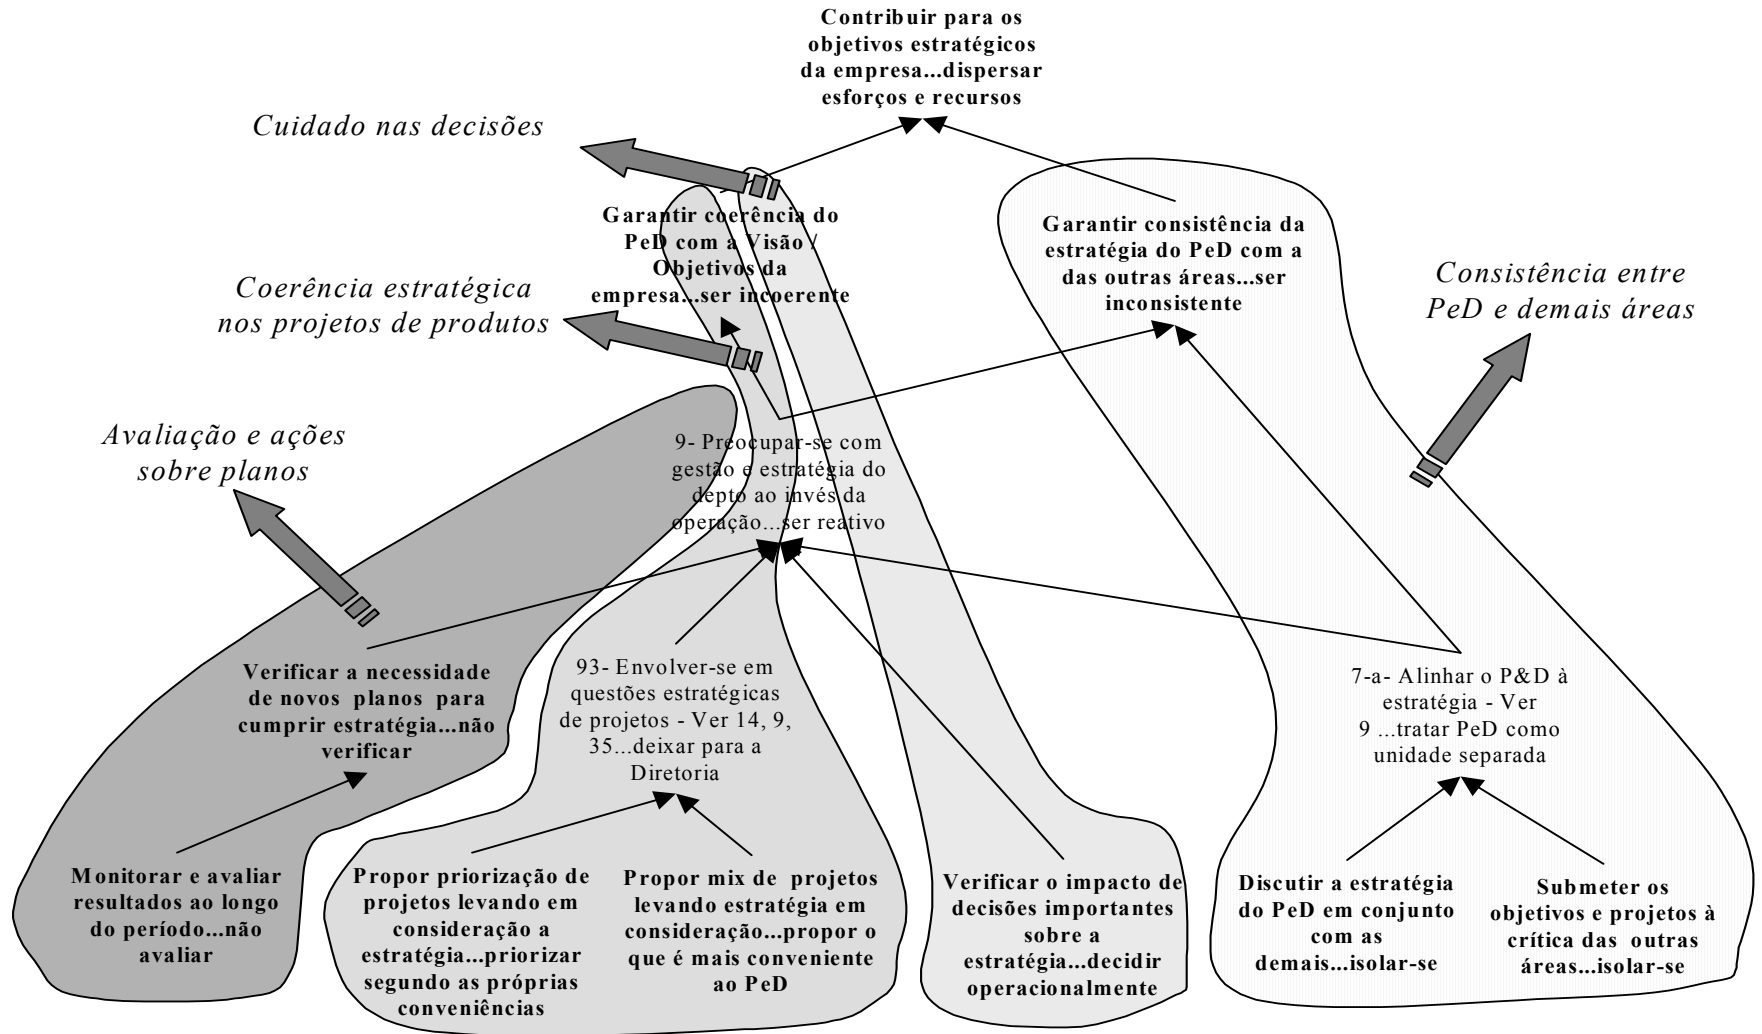 Contribuir para os
objetivos estratégicos
da empresa...dispersar
esforços e recursos
Cuidado nas decisões
Garantir coerência do
PeD com a Visão /
Objetivos da
empresa...ser incoerente
Garantir consistência da
estratégia do PeD com a
das outras áreas...ser
inconsistente
Coerência estratégica
nos projetos de produtos
Consistência entre
PeD e demais áreas
Avaliação e ações
sobre planos
9- Preocupar-se com
gestão e estratégia do
depto ao invés da
operação...ser reativo
Verificar a necessidade
de novos planos para
cumprir estratégia...não
verificar
93- Envolver-se em
questões estratégicas
de projetos - Ver 14, 9,
35...deixar para a
Diretoria
7-a- Alinhar o P&D à
estratégia - Ver
9 ...tratar PeD como
unidade separada
Monitorar e avaliar
resultados ao longo
do período...não
avaliar
Propor priorização de
projetos levando em
consideração a
estratégia...priorizar
segundo as próprias
conveniências
Propor mix de projetos
levando estratégia em
consideração...propor o
que é mais conveniente
ao PeD
Verificar o impacto de
decisões importantes
sobre a
estratégia...decidir
operacionalmente
Discutir a estratégia
do PeD em conjunto
com as
demais...isolar-se
Submeter os
objetivos e projetos à
crítica das outras
áreas...isolar-se